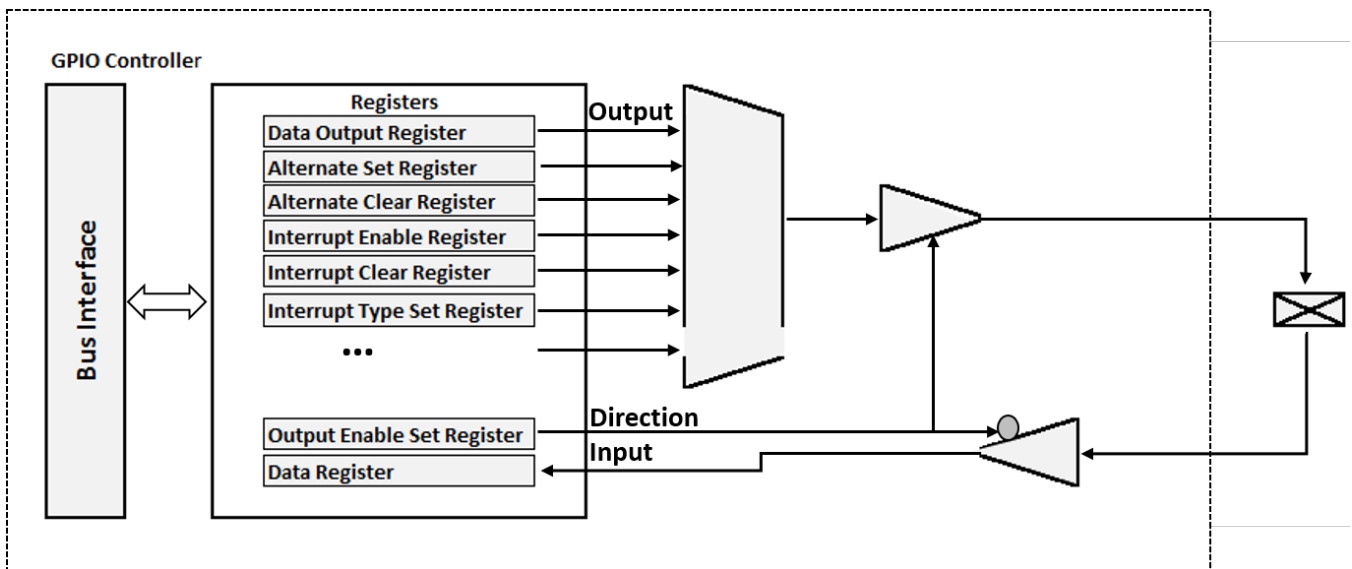 GPIO Controller
Bus Interface
Registers
Data Output Register
Alternate Set Register
Alternate Clear Register
Interrupt Enable Register
Interrupt Clear Register
Interrupt Type Set Register
...
Output Enable Set Register
Data Register
Output
Direction
Input